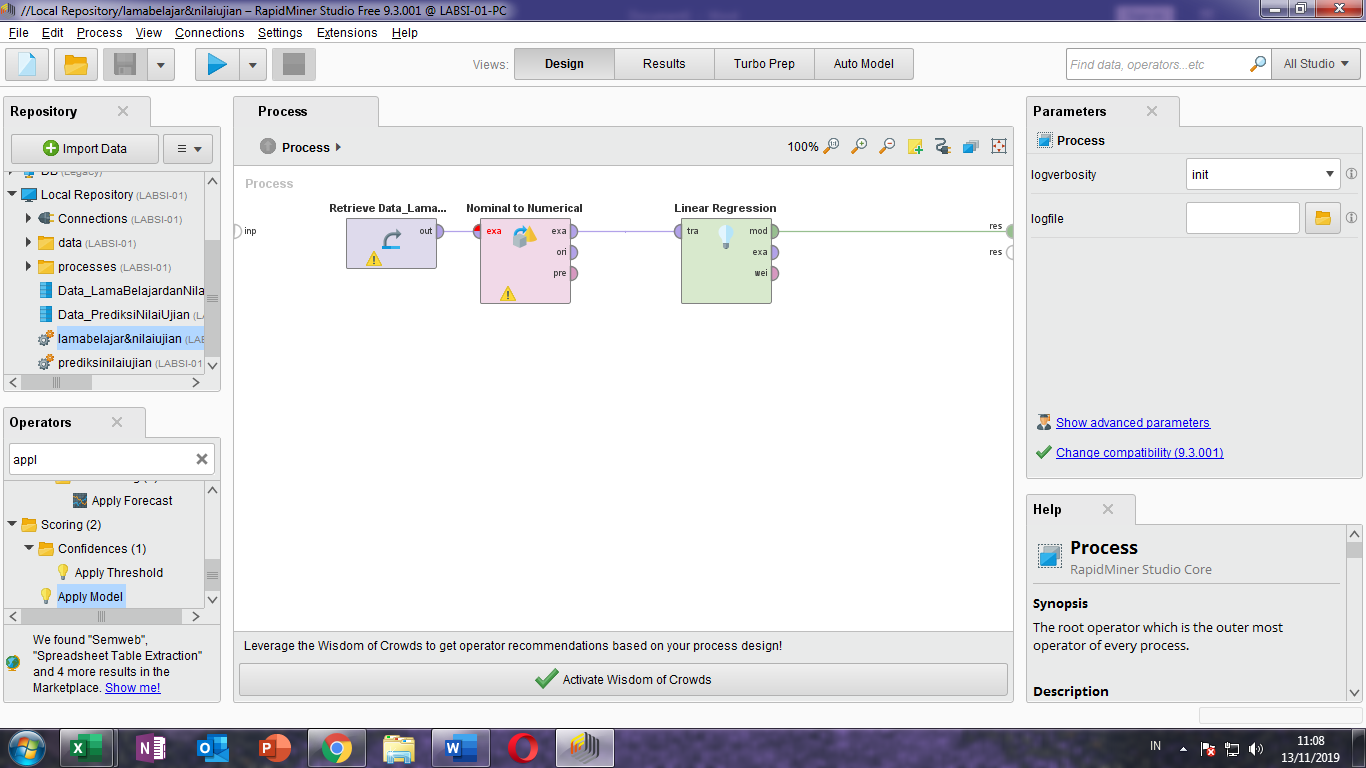 //Local Repository/lamabelajar&nilaiujian – RapidMiner Studio Free 9.3.001 @ LABSI-01-PC
File Edit Process View Connections Settings Extensions Help
Views: Design Results Turbo Prep Auto Model
Find data, operators...etc
All Studio
Repository
Import Data
DB (Legacy)
Local Repository (LABSI-01)
Connections (LABSI-01)
data (LABSI-01)
processes (LABSI-01)
Data_LamaBelajardanNila
Data_PrediksiNilaiUjian (LA
lamabelajar&nilaiujian (LAB
prediksinilaiujian (LABSI-01
Operators
appl
Apply Forecast
Scoring (2)
Confidences (1)
Apply Threshold
Apply Model
We found "Semweb",
"Spreadsheet Table Extraction"
and 4 more results in the
Marketplace. Show me!
Process
Process
100%
Process
inp
Retrieve Data_Lama...
out
Nominal to Numerical
exa exa
ori
pre
Linear Regression
tra mod
exa
wei
res
res
Leverage the Wisdom of Crowds to get operator recommendations based on your process design!
Activate Wisdom of Crowds
Parameters
Process
logverbosity init
logfile
Show advanced parameters
Change compatibility (9.3.001)
Help
Process
RapidMiner Studio Core
Synopsis
The root operator which is the outer most
operator of every process.
Description
IN
11:08
13/11/2019